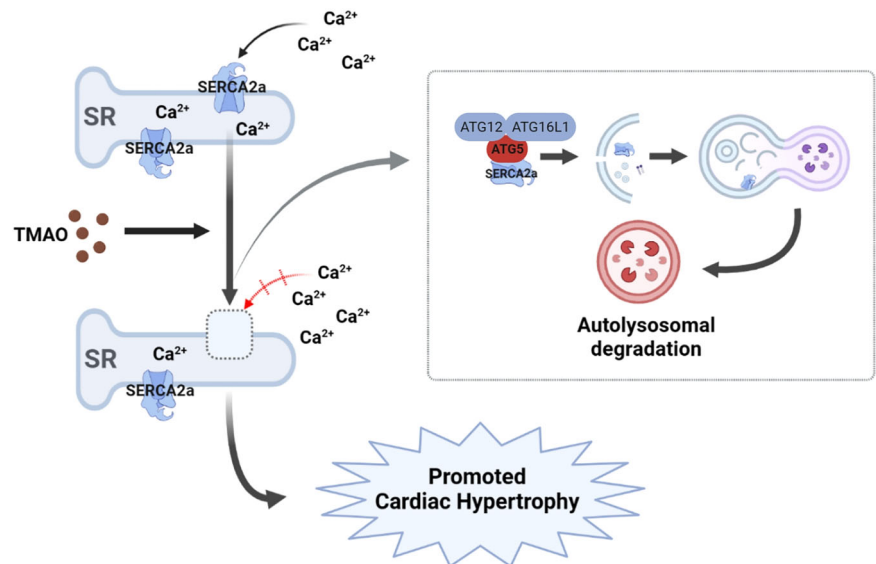 Ca²⁺
Ca²⁺
Ca²⁺
SERCA2a
SR
Ca²⁺
Ca²⁺
SERCA2a
TMAO
Ca²⁺
Ca²⁺
Ca²⁺
Ca²⁺
SR
Ca²⁺
SERCA2a
ATG12
ATG16L1
ATG5
SERCA2a
Autolysosomal
degradation
Promoted
Cardiac Hypertrophy